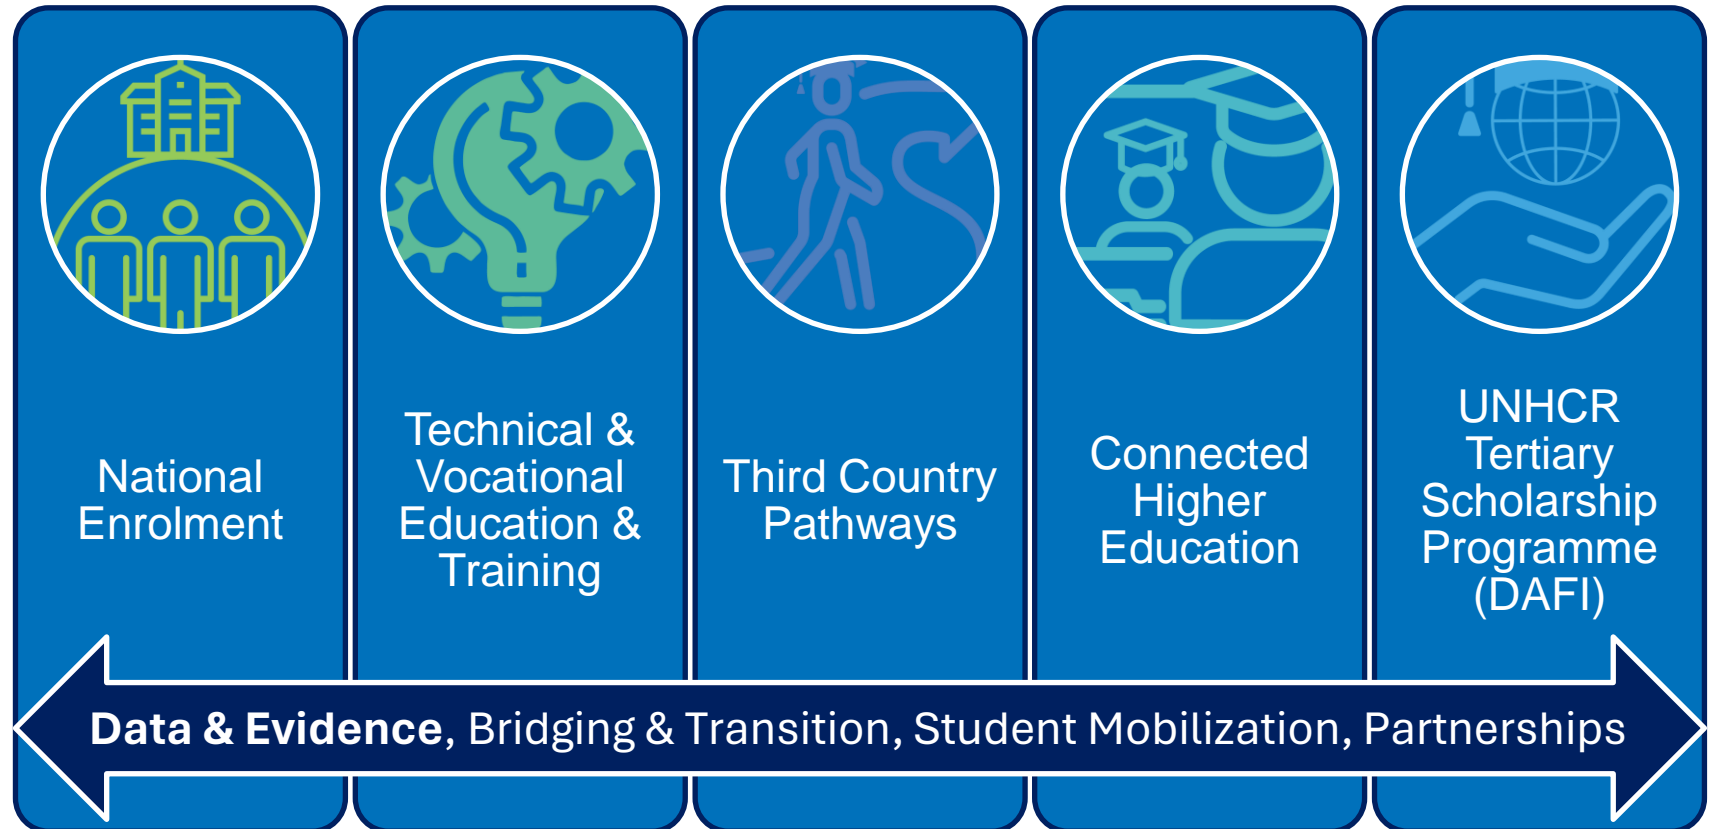 National
Enrolment
Technical &
Vocational
Education &
Training
Third Country
Pathways
Connected
Higher
Education
UNHCR
Tertiary
Scholarship
Programme
(DAFI)
Data & Evidence, Bridging & Transition, Student Mobilization, Partnerships